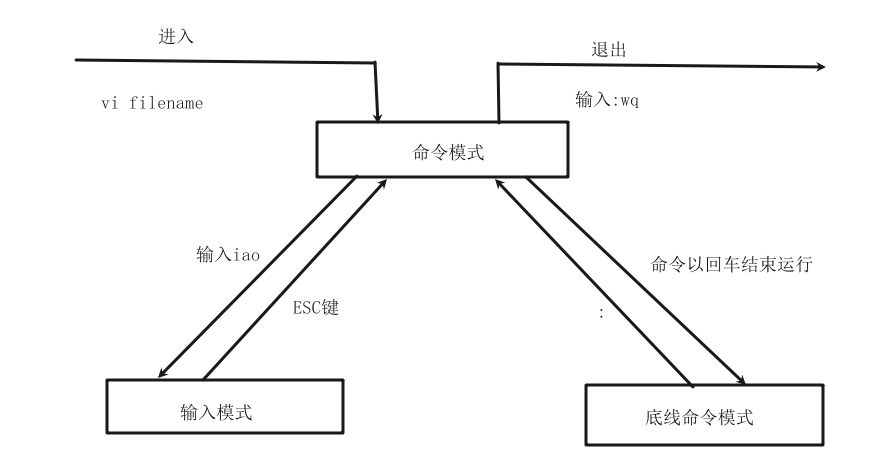 进入
退出
vi filename
输入:wq
命令模式
输入iao
命令以回车结束运行
ESC键
:
输入模式
底线命令模式